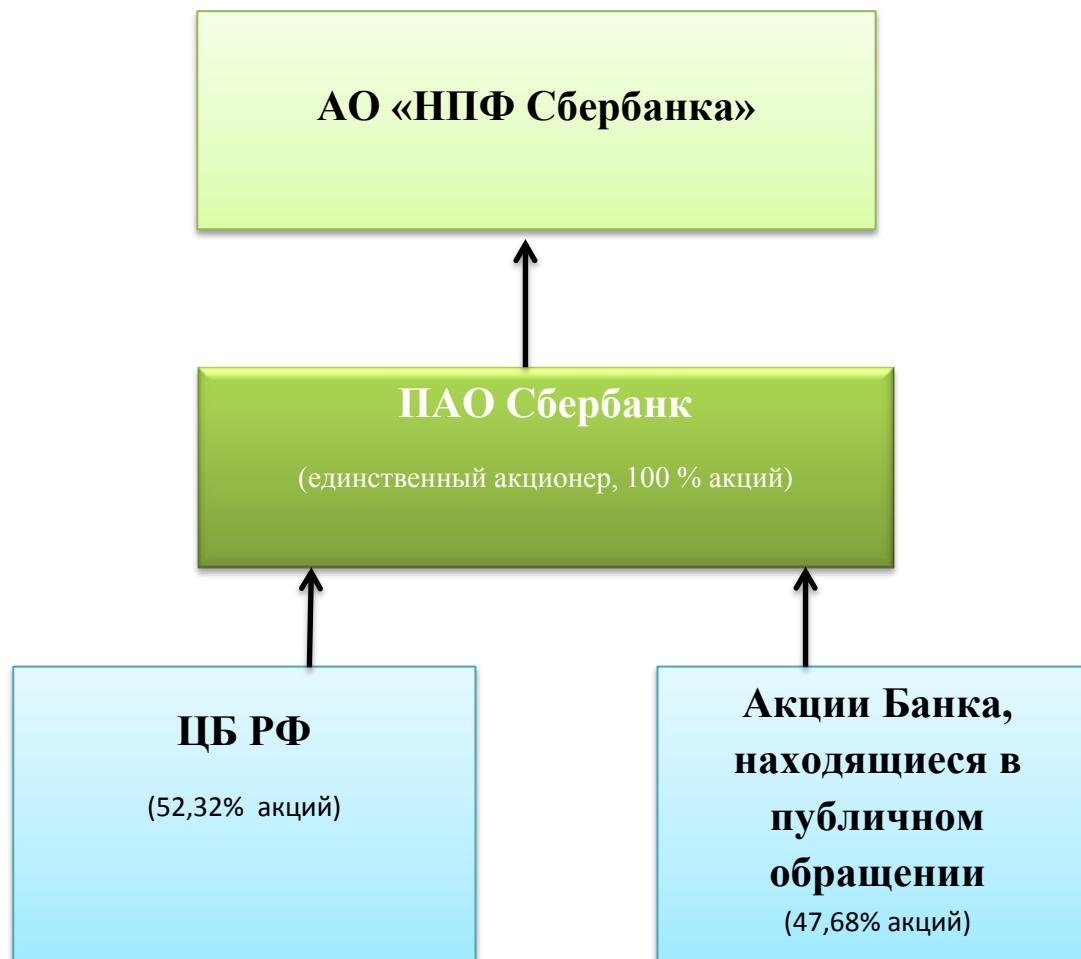 АО «НПФ Сбербанка»
ПАО Сбербанк
(единственный акционер, 100 % акций)
ЦБ РФ
(52,32% акций)
Акции Банка,
находящиеся в
публичном
обращении
(47,68% акций)